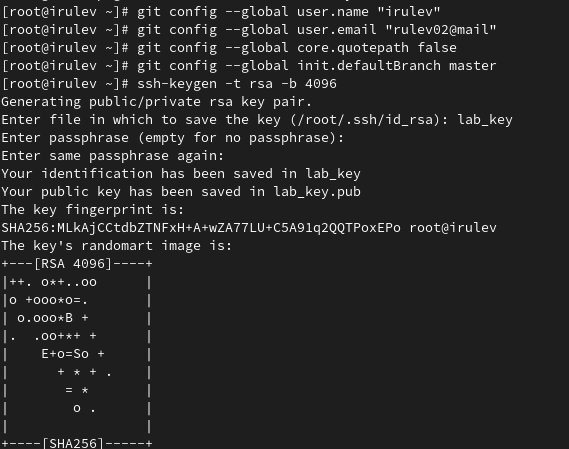 [root@irulev ~]# git config --global user.name "irulev"
[root@irulev ~]# git config --global user.email "rulev02@mail"
[root@irulev ~]# git config --global core.quotepath false
[root@irulev ~]# git config --global init.defaultBranch master
[root@irulev ~]# ssh-keygen -t rsa -b 4096
Generating public/private rsa key pair.
Enter file in which to save the key (/root/.ssh/id_rsa): lab_key
Enter passphrase (empty for no passphrase):
Enter same passphrase again:
Your identification has been saved in lab_key
Your public key has been saved in lab_key.pub
The key fingerprint is:
SHA256:MLkAjCCtdbZTNFxH+A+wZA77LU+C5A91q2QQTPoxEPo root@irulev
The key's randomart image is:
+---[RSA 4096]----+
|++. o*+..oo      |
|o +ooo*o=.       |
| o.ooo*B +       |
|.  .oo+*+ +      |
|    E+o=So +     |
|      + * + .    |
|       = *       |
|        o .      |
|                 |
+----[SHA256]-----+